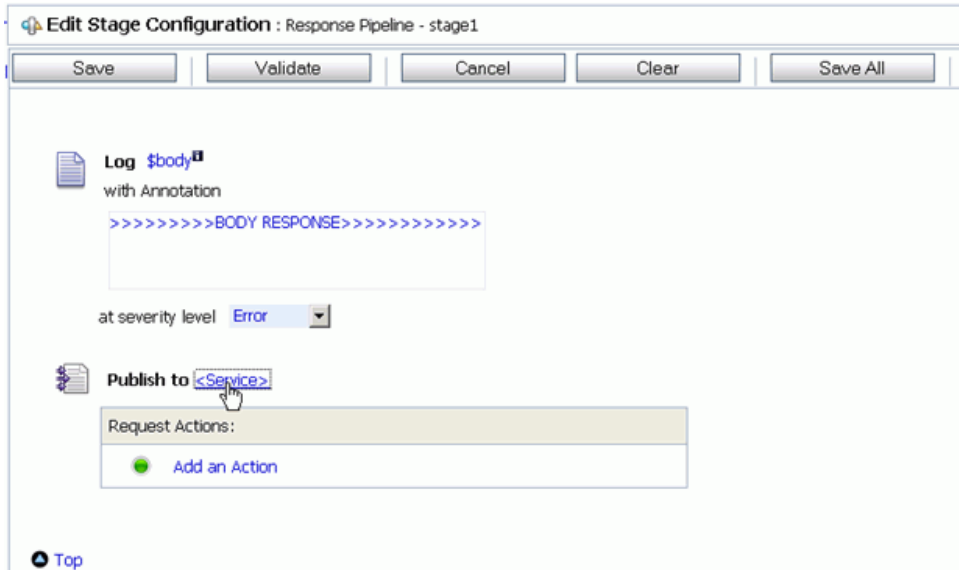 Edit Stage Configuration : Response Pipeline - stage1
Save Validate Cancel Clear Save All
Log $body
with Annotation
>>>>>>>>>BODY RESPONSE>>>>>>>>>>>>
at severity level Error
Publish to <Service>
Request Actions:
Add an Action
Top